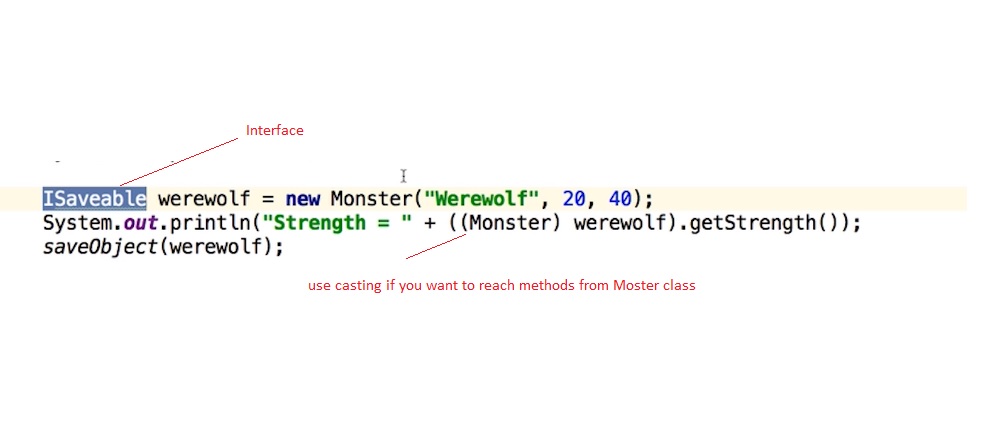 Interface
ISaveable werewolf = new Monster("Werewolf", 20, 40);
System.out.println("Strength = " + ((Monster) werewolf).getStrength());
saveObject(werewolf);
use casting if you want to reach methods from Moster class